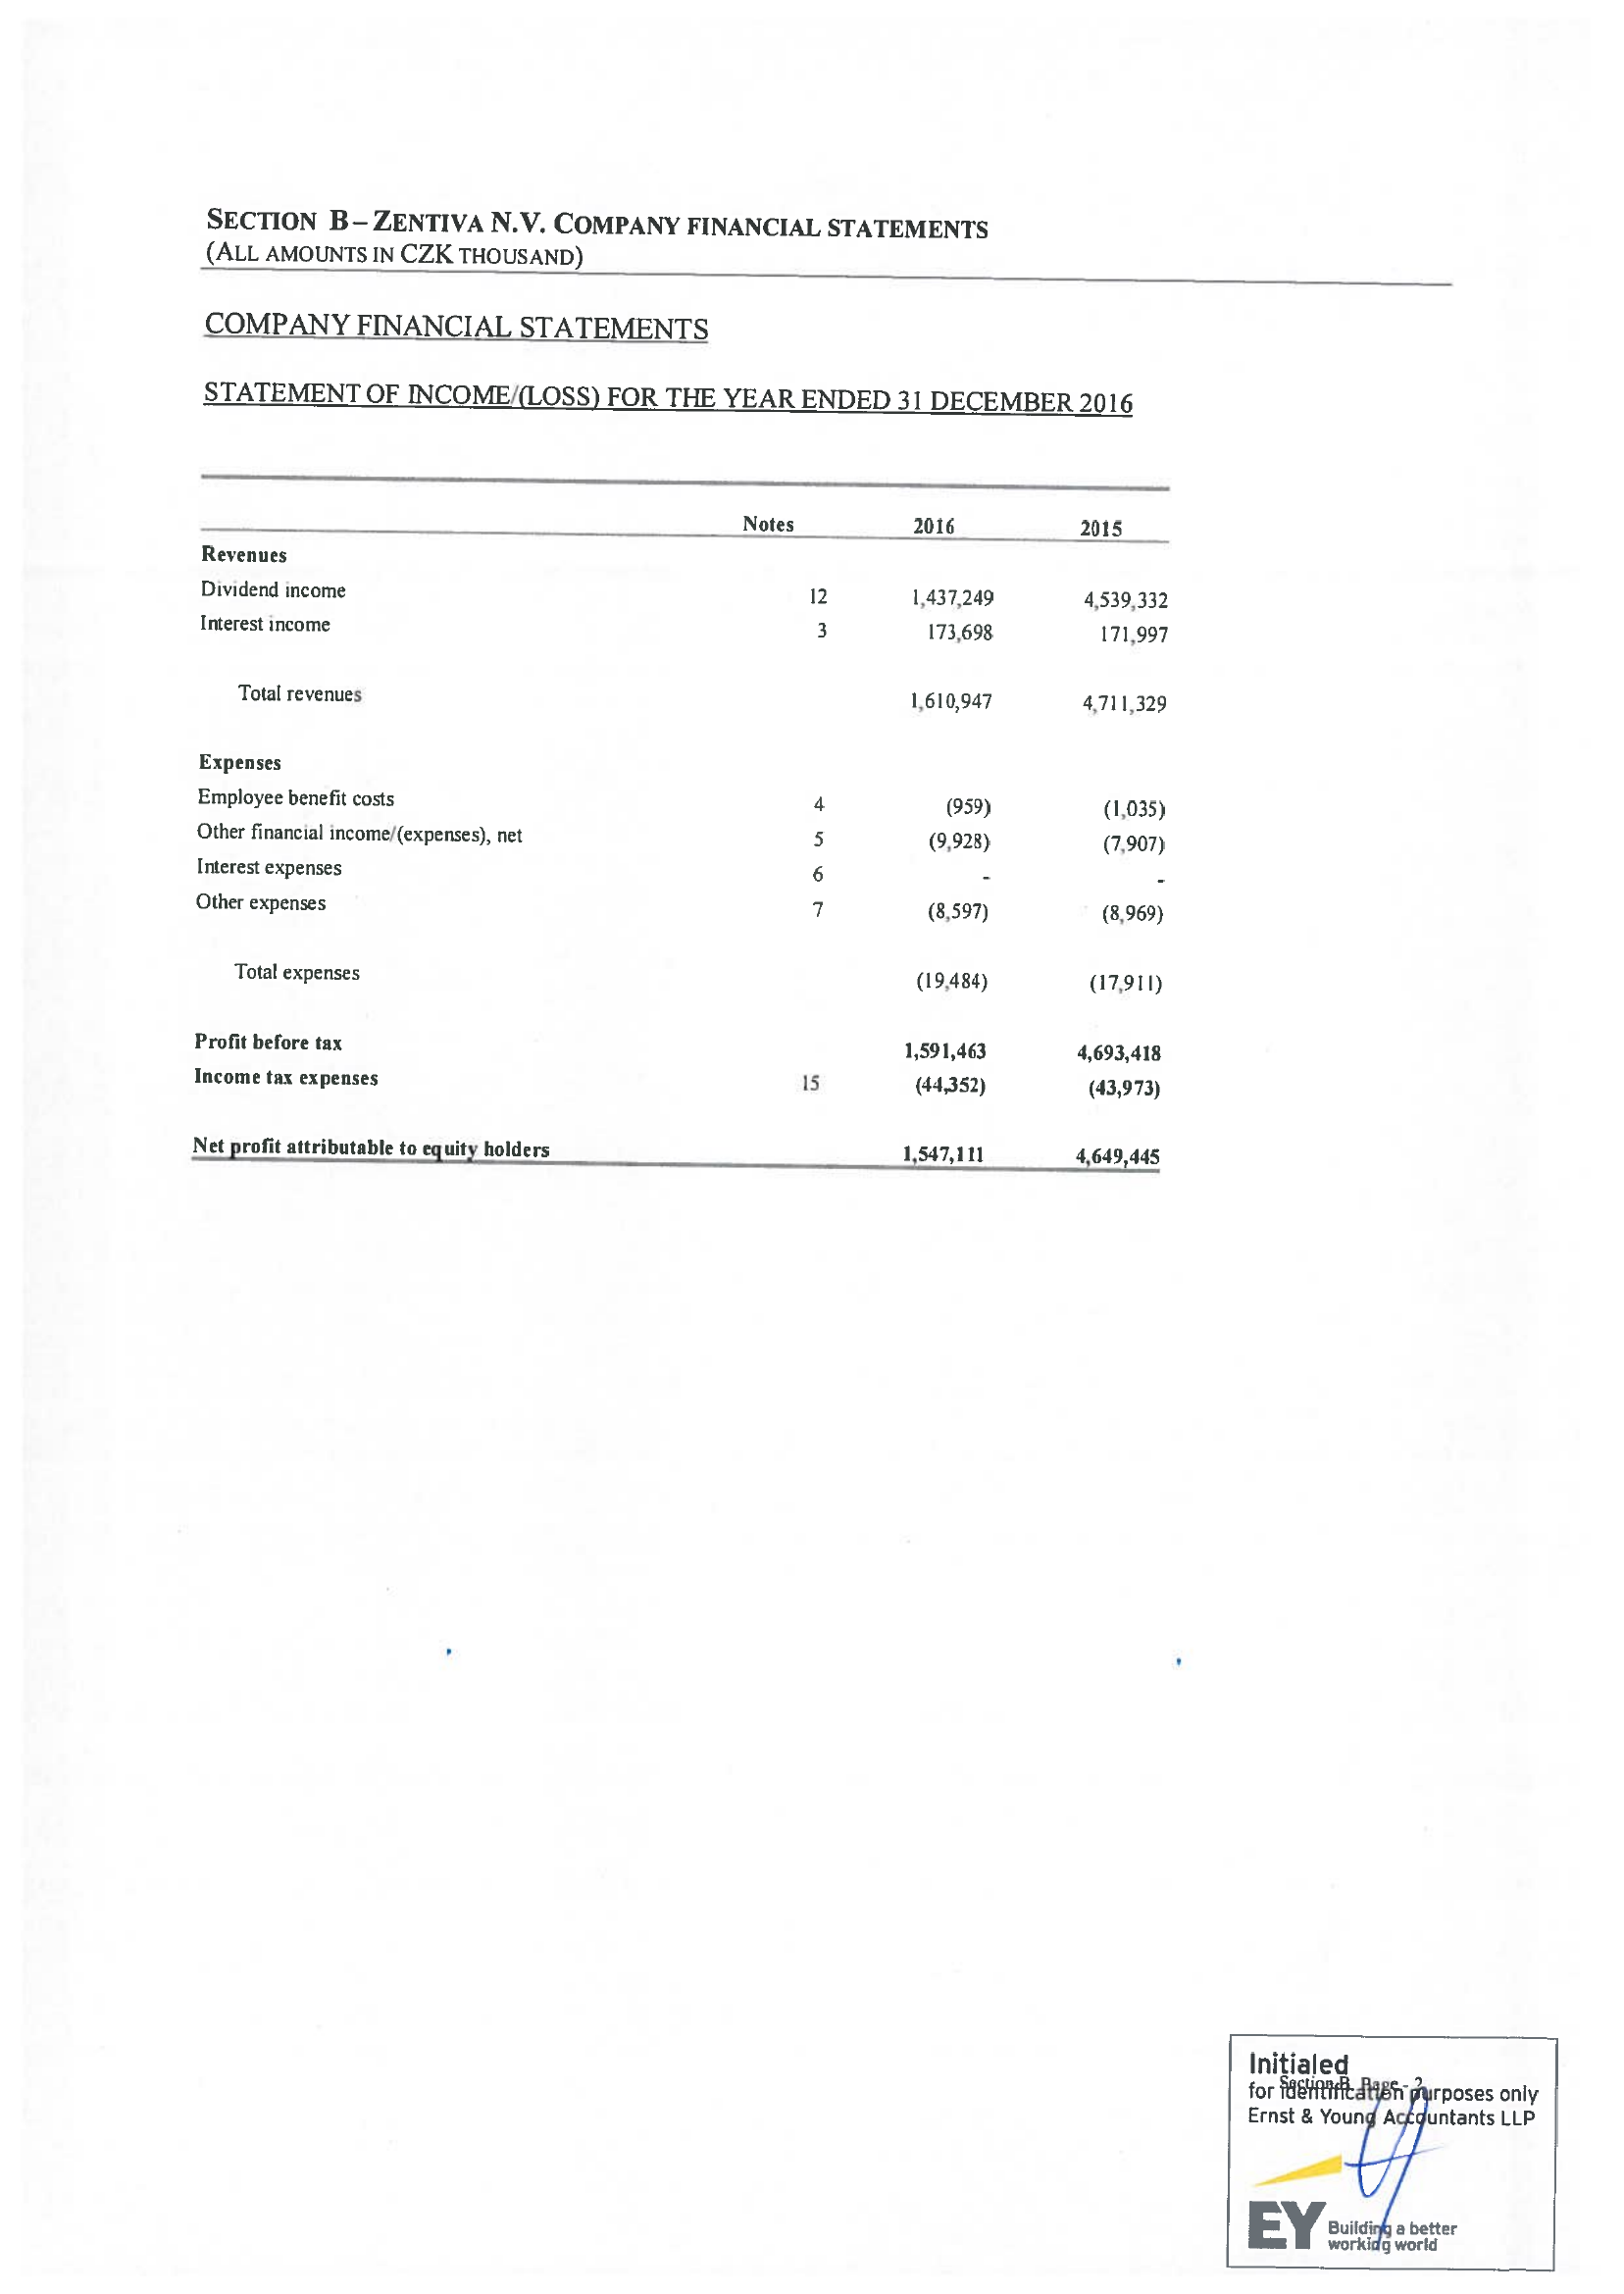 SECTION B – ZENTIVA N.V. COMPANY FINANCIAL STATEMENTS
(ALL AMOUNTS IN CZK THOUSAND)
COMPANY FINANCIAL STATEMENTS
STATEMENT OF INCOME/(LOSS) FOR THE YEAR ENDED 31 DECEMBER 2016
Notes 2016 2015
Revenues
Dividend income 12 1,437,249 4,539,332
Interest income 3 173,698 171,997
Total revenues 1,610,947 4,711,329
Expenses
Employee benefit costs 4 (959) (1,035)
Other financial income/(expenses), net 5 (9,928) (7,907)
Interest expenses 6 - -
Other expenses 7 (8,597) (8,969)
Total expenses (19,484) (17,911)
Profit before tax 1,591,463 4,693,418
Income tax expenses 15 (44,352) (43,973)
Net profit attributable to equity holders 1,547,111 4,649,445
Initialed
Section B Page - 2
for identification purposes only
Ernst & Young Accountants LLP
EY Building a better
working world